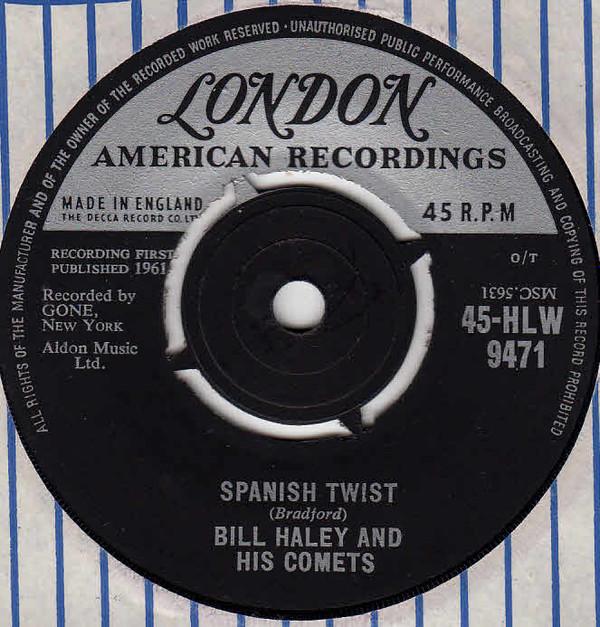 ALL RIGHTS OF THE MANUFACTURER AND OF THE OWNER OF THE RECORDED WORK RESERVED · UNAUTHORISED PUBLIC PERFORMANCE BROADCASTING AND COPYING OF THIS RECORD PROHIBITED
LONDON
AMERICAN RECORDINGS
MADE IN ENGLAND
THE DECCA RECORD CO. LT
45 R.P.M
RECORDING FIRST
PUBLISHED 1961
O/T
Recorded by
GONE,
NEW YORK
MSC.5631
45-HLW
9471
Aldon Music
Ltd.
SPANISH TWIST
(Bradford)
BILL HALEY AND
HIS COMETS